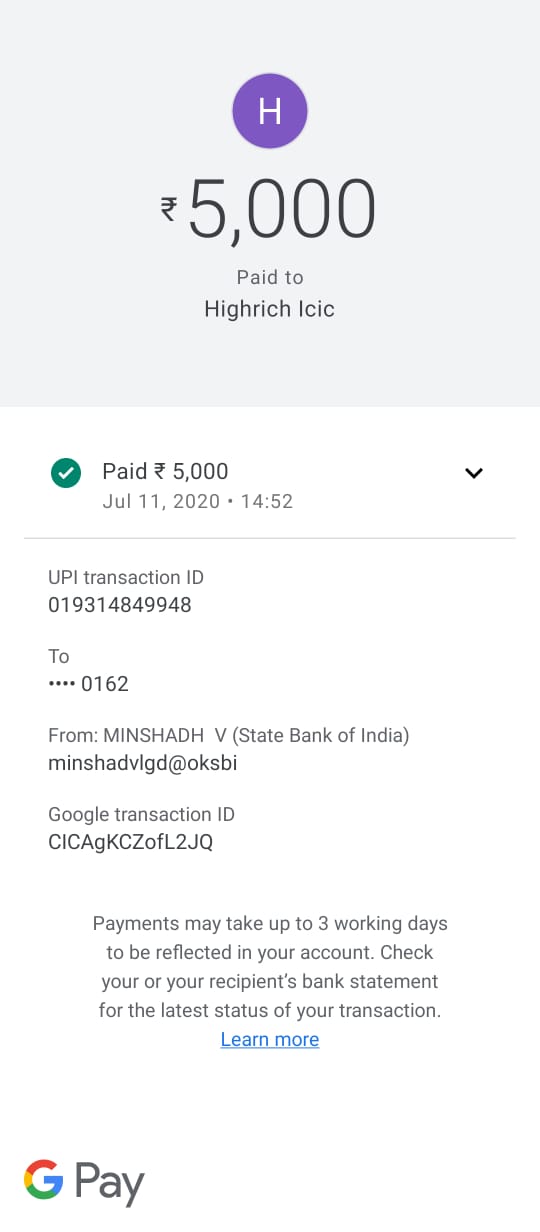 H
₹5,000
Paid to
Highrich Icic
Paid ₹ 5,000
Jul 11, 2020 • 14:52
UPI transaction ID
019314849948
To
•••• 0162
From: MINSHADH  V (State Bank of India)
minshadvlgd@oksbi
Google transaction ID
CICAgKCZofL2JQ
Payments may take up to 3 working days
to be reflected in your account. Check
your or your recipient’s bank statement
for the latest status of your transaction.
Learn more
G Pay